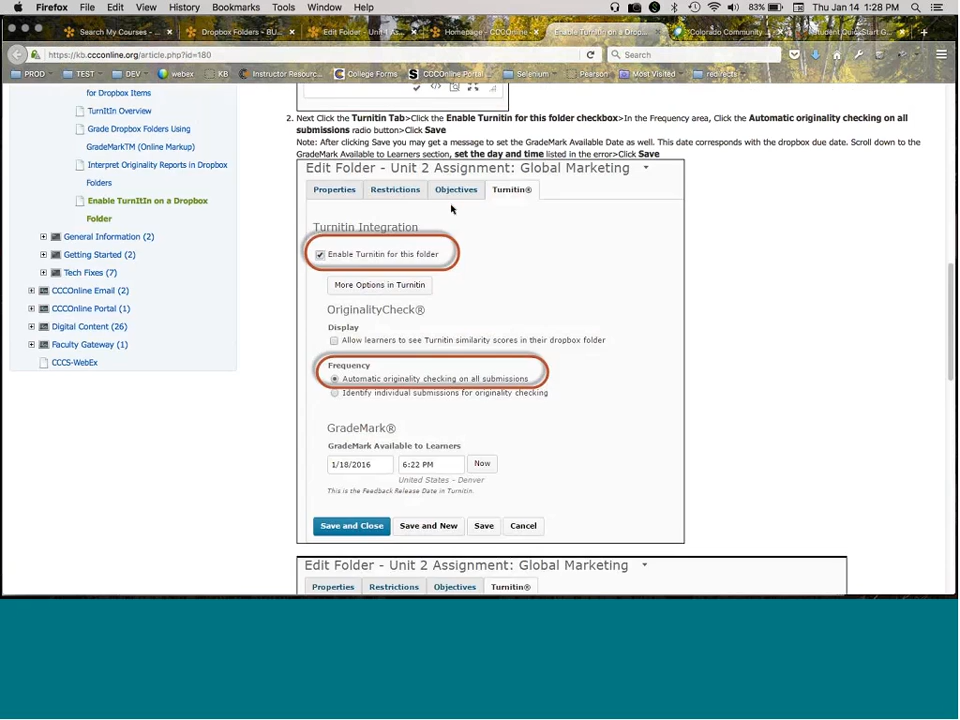 Firefox File Edit View History Bookmarks Tools Window Help 83% Thu Jan 14 1:28 PM
Search My Courses - ... Dropbox Folders - BU... Edit Folder - Unit 1 As... Homepage - CCCOnline Enable TurnItIn on a Drop... Colorado Community ... Student Quick Start G...
https://kb.ccconline.org/article.php?id=180 Search
PROD TEST DEV webex KB Instructor Resourc... College Forms CCCOnline Portal... Selenium Pearson Most Visited redirects
for Dropbox Items
TurnItIn Overview
Grade Dropbox Folders Using
GradeMarkTM (Online Markup)
Interpret Originality Reports in Dropbox
Folders
Enable TurnItIn on a Dropbox
Folder
General Information (2)
Getting Started (2)
Tech Fixes (7)
CCCOnline Email (2)
CCCOnline Portal (1)
Digital Content (26)
Faculty Gateway (1)
CCCS-WebEx
2. Next Click the Turnitin Tab>Click the Enable Turnitin for this folder checkbox>In the Frequency area, Click the Automatic originality checking on all
submissions radio button>Click Save
Note: After clicking Save you may get a message to set the GradeMark Available Date as well. This date corresponds with the dropbox due date. Scroll down to the
GradeMark Available to Learners section, set the day and time listed in the error>Click Save
Edit Folder - Unit 2 Assignment: Global Marketing
Properties Restrictions Objectives Turnitin®
Turnitin Integration
Enable Turnitin for this folder
More Options in Turnitin
OriginalityCheck®
Display
Allow learners to see Turnitin similarity scores in their dropbox folder
Frequency
Automatic originality checking on all submissions
Identify individual submissions for originality checking
GradeMark®
GradeMark Available to Learners
1/18/2016 6:22 PM Now
United States - Denver
This is the Feedback Release Date in Turnitin.
Save and Close Save and New Save Cancel
Edit Folder - Unit 2 Assignment: Global Marketing
Properties Restrictions Objectives Turnitin®